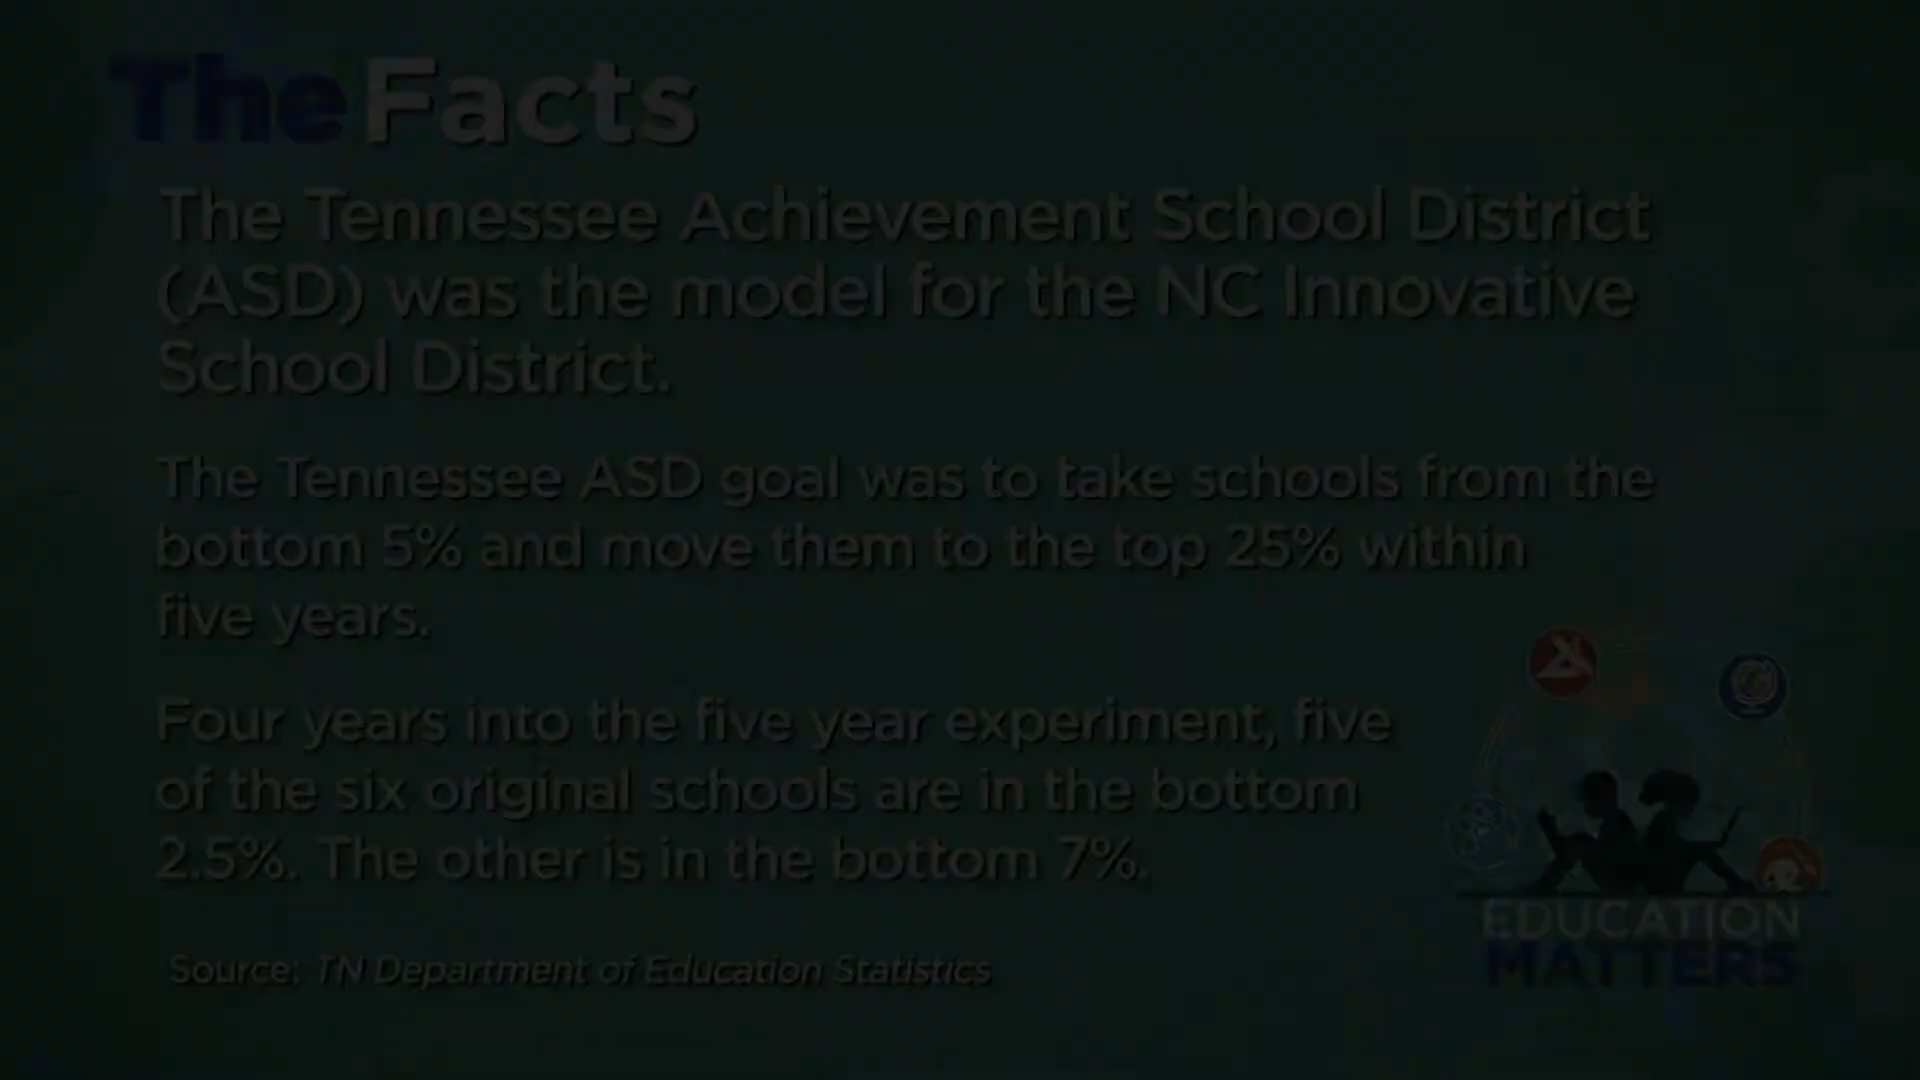 The Facts
The Tennessee Achievement School District
(ASD) was the model for the NC Innovative
School District.
The Tennessee ASD goal was to take schools from the
bottom 5% and move them to the top 25% within
five years.
Four years into the five year experiment, five
of the six original schools are in the bottom
2.5%. The other is in the bottom 7%.
Source: TN Department of Education Statistics
EDUCATION
MATTERS